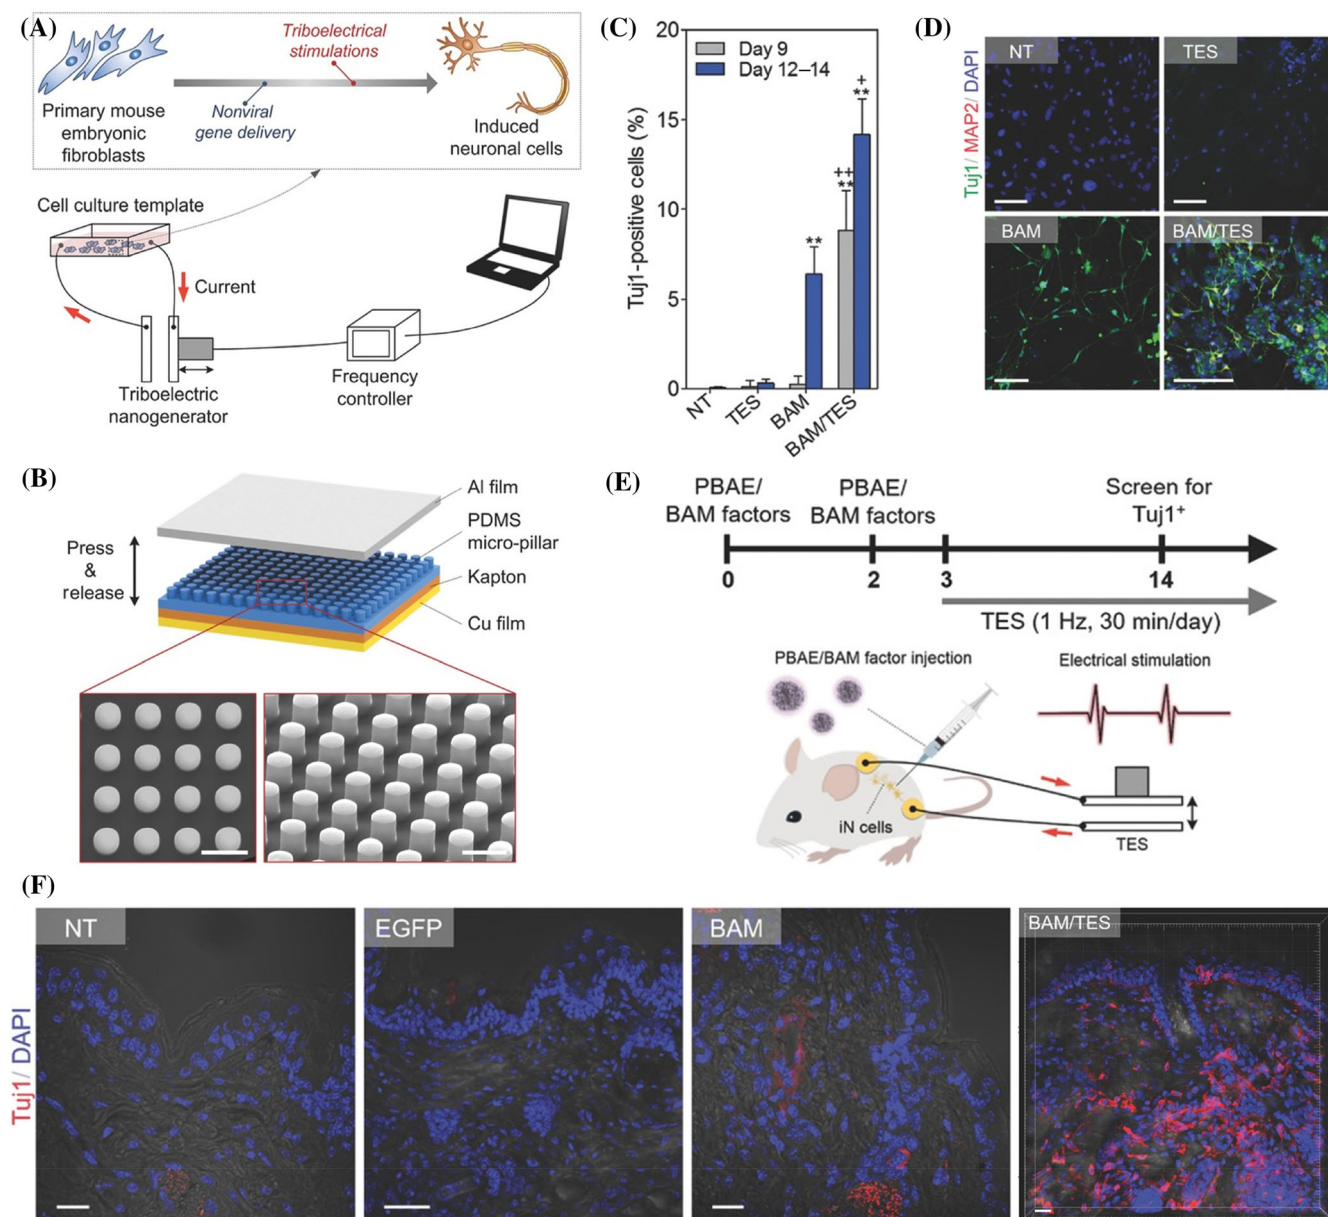 (A)
Triboelectrical
stimulations
Primary mouse
embryonic
fibroblasts
Nonviral
gene delivery
Induced
neuronal cells
Cell culture template
Current
Triboelectric
nanogenerator
Frequency
controller
(B)
Press
&
release
Al film
PDMS
micro-pillar
Kapton
Cu film
(C)
Tuj1-positive cells (%)
20
15
10
5
0
Day 9
Day 12–14
**
++
**
+
**
NT
TES
BAM
BAM/TES
(D)
Tuj1/ MAP2/ DAPI
NT
TES
BAM
BAM/TES
(E)
PBAE/
BAM factors
PBAE/
BAM factors
Screen for
Tuj1+
0
2
3
14
TES (1 Hz, 30 min/day)
PBAE/BAM factor injection
Electrical stimulation
iN cells
TES
(F)
Tuj1/ DAPI
NT
EGFP
BAM
BAM/TES